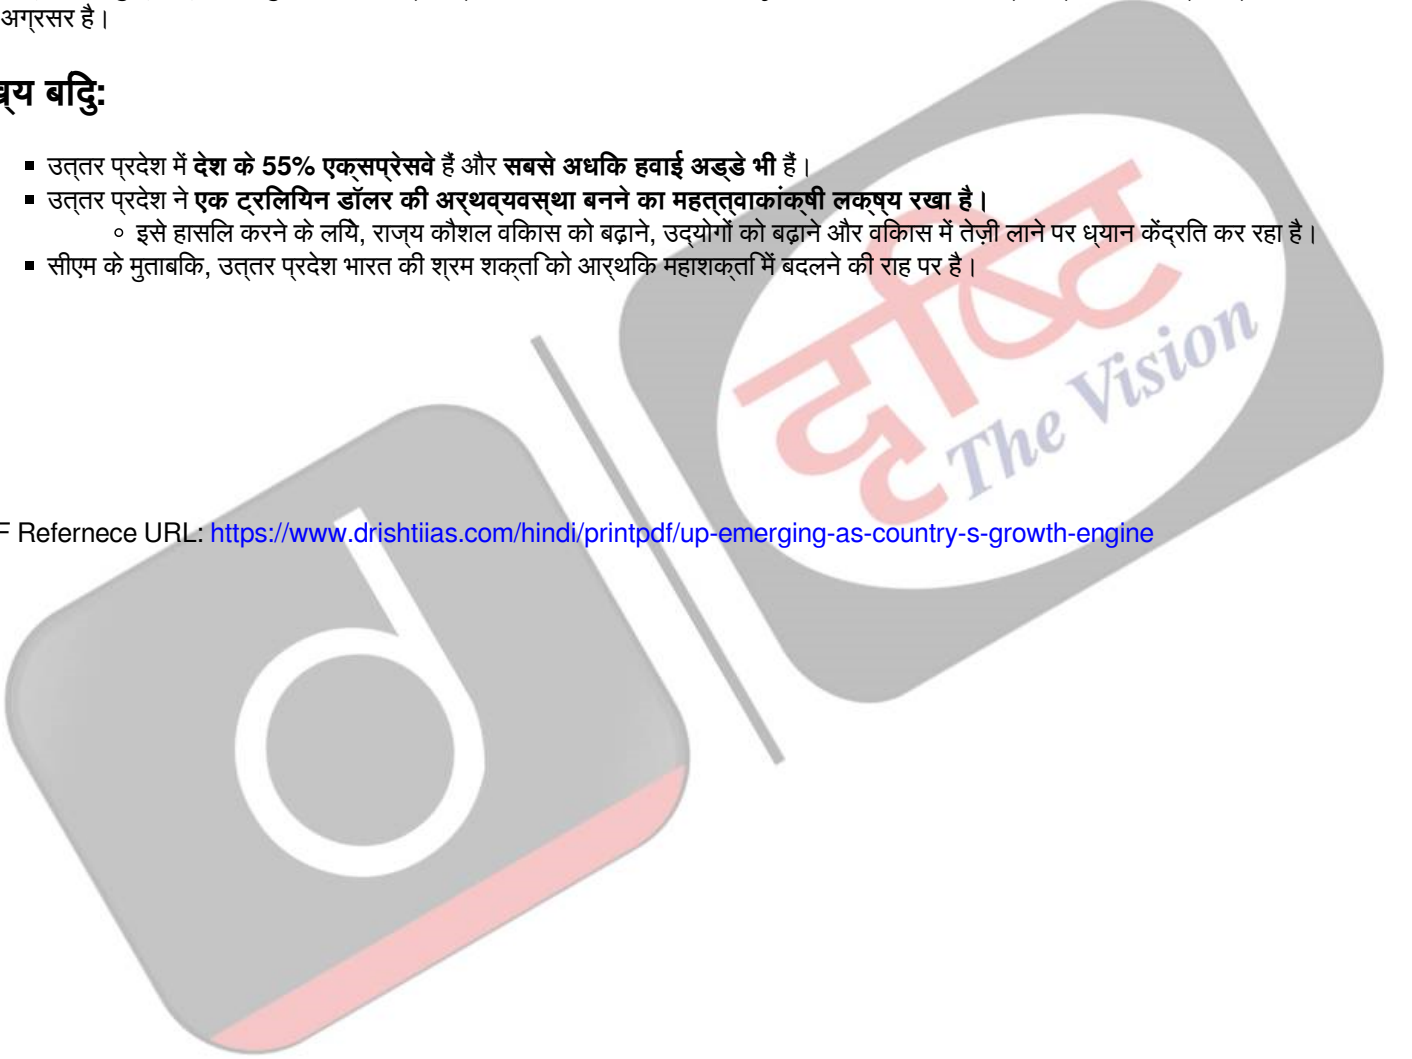 अग्रसर है।
ख्य बिंदु:
उत्तर प्रदेश में देश के 55% एक्सप्रेसवे हैं और सबसे अधिक हवाई अड्डे भी हैं।
उत्तर प्रदेश ने एक ट्रिलियन डॉलर की अर्थव्यवस्था बनने का महत्त्वाकांक्षी लक्ष्य रखा है।
इसे हासिल करने के लिये, राज्य कौशल विकास को बढ़ाने, उद्योगों को बढ़ाने और विकास में तेज़ी लाने पर ध्यान केंद्रित कर रहा है।
सीएम के मुताबिक, उत्तर प्रदेश भारत की श्रम शक्ति को आर्थिक महाशक्ति में बदलने की राह पर है।
दृष्टि
The Vision
d
F Refernece URL: https://www.drishtiias.com/hindi/printpdf/up-emerging-as-country-s-growth-engine